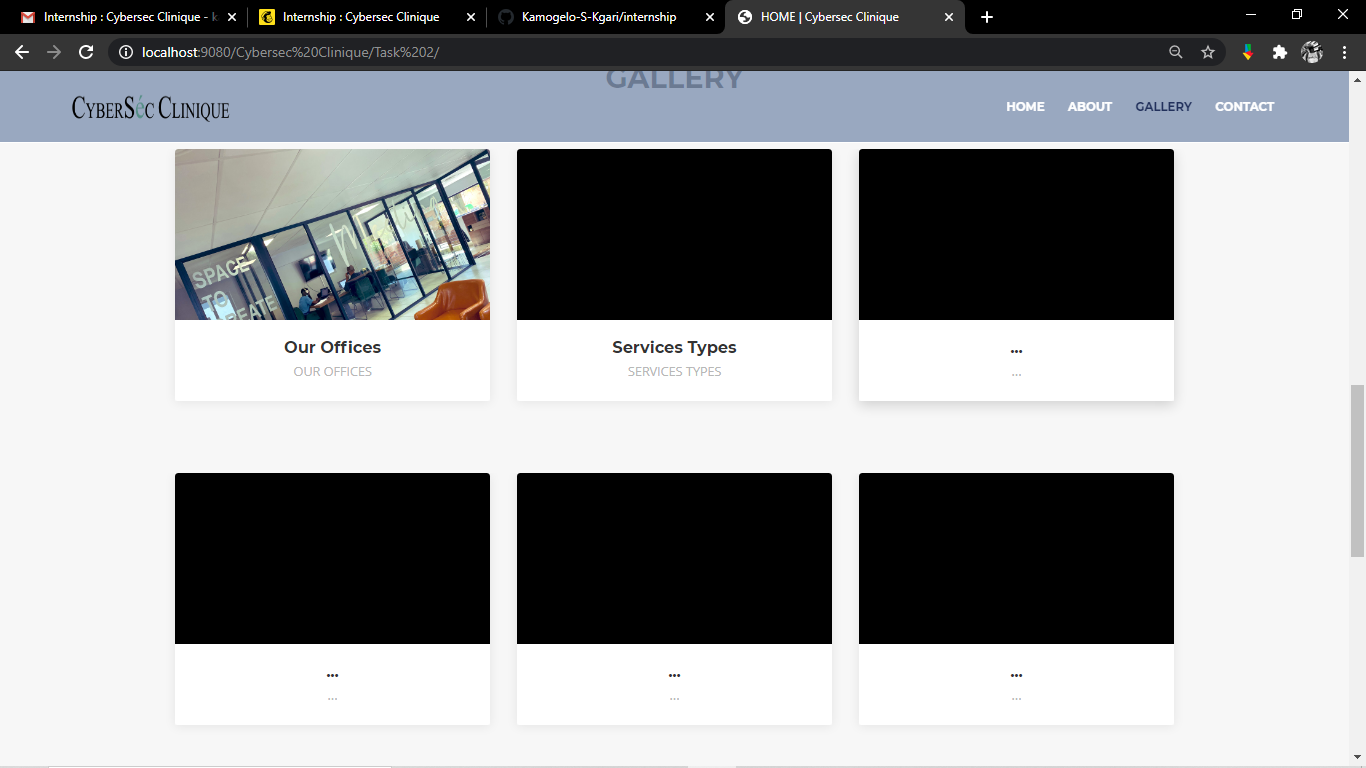 Internship : Cybersec Clinique - k
Internship : Cybersec Clinique
Kamogelo-S-Kgari/internship
HOME | Cybersec Clinique
localhost:9080/Cybersec%20Clinique/Task%202/
GALLERY
CYBERSÉC CLINIQUE
HOME ABOUT GALLERY CONTACT
SPACE
TO
CREATE
Our Offices
OUR OFFICES
Services Types
SERVICES TYPES
...
...
...
...
...
...
...
...